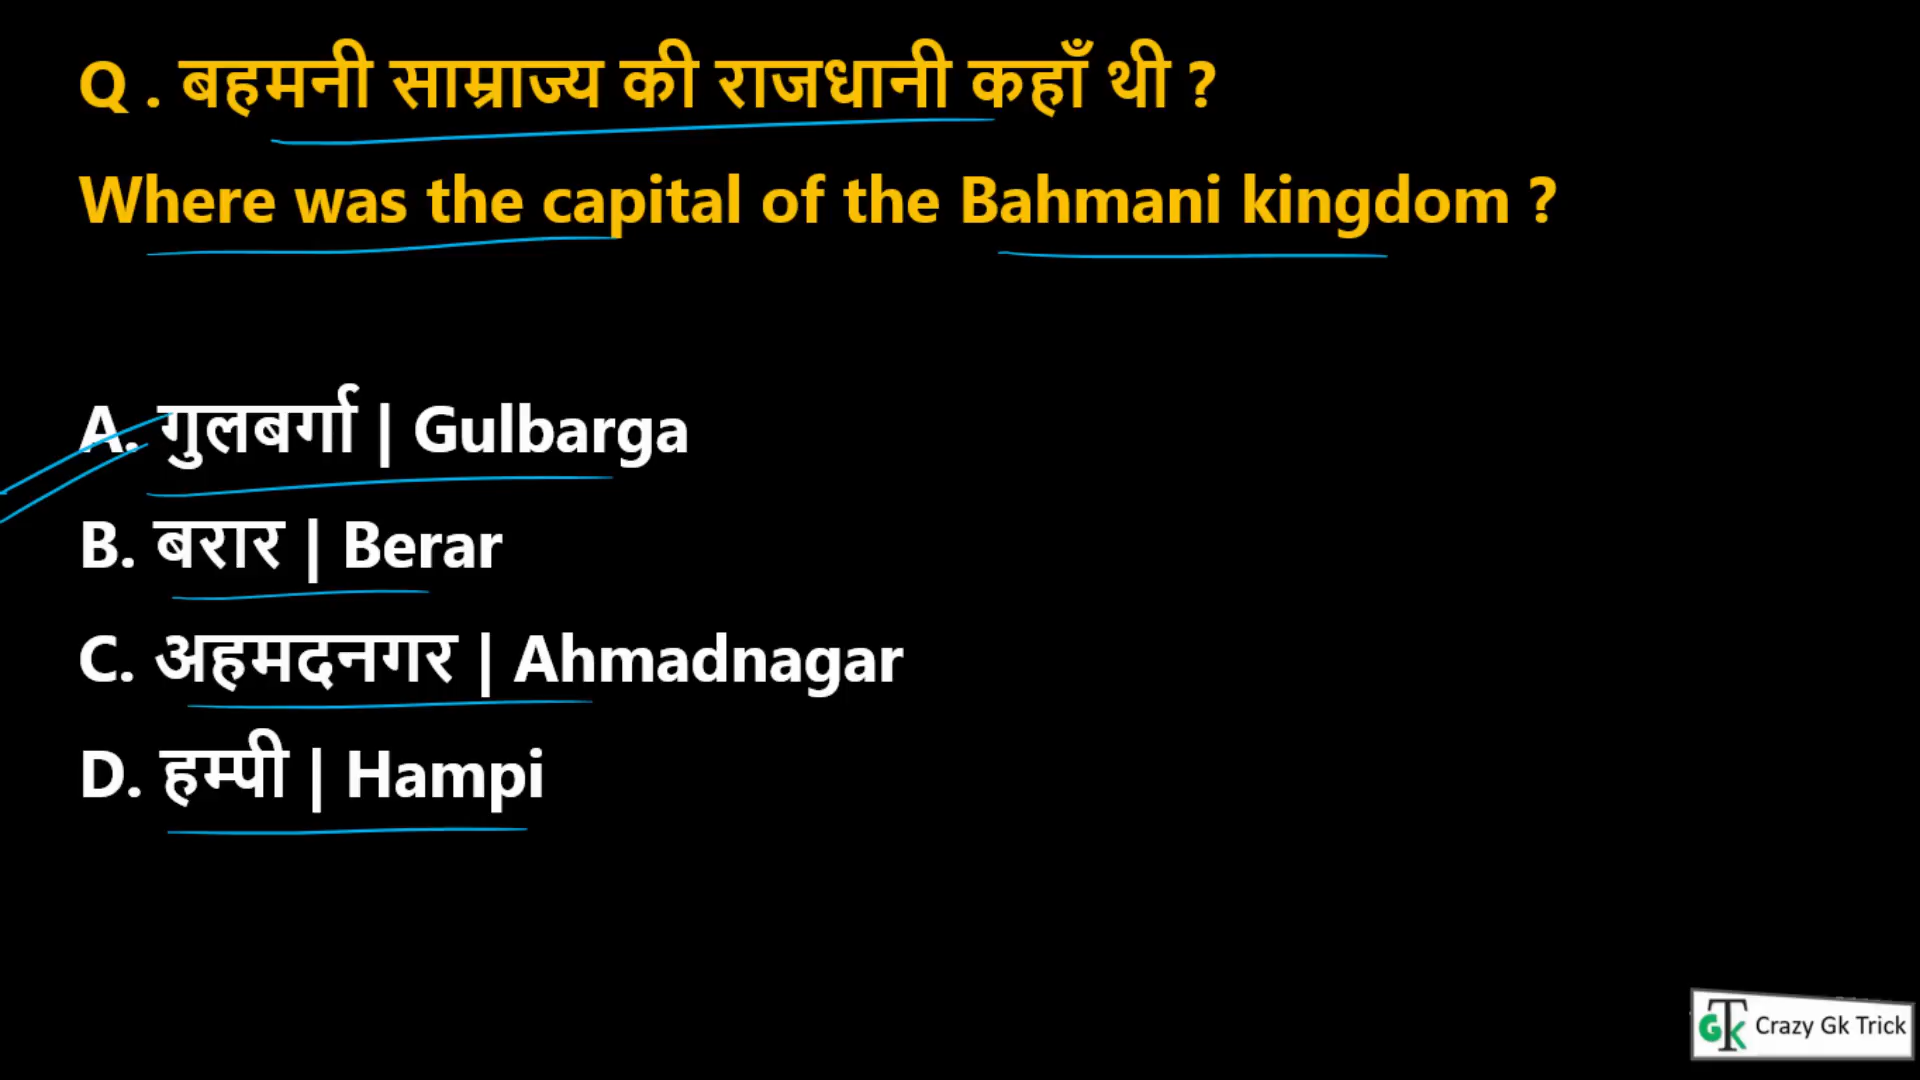 Q . बहमनी साम्राज्य की राजधानी कहाँ थी ?
Where was the capital of the Bahmani kingdom ?
A. गुलबर्गा | Gulbarga
B. बरार | Berar
C. अहमदनगर | Ahmadnagar
D. हम्पी | Hampi
GTK Crazy Gk Trick